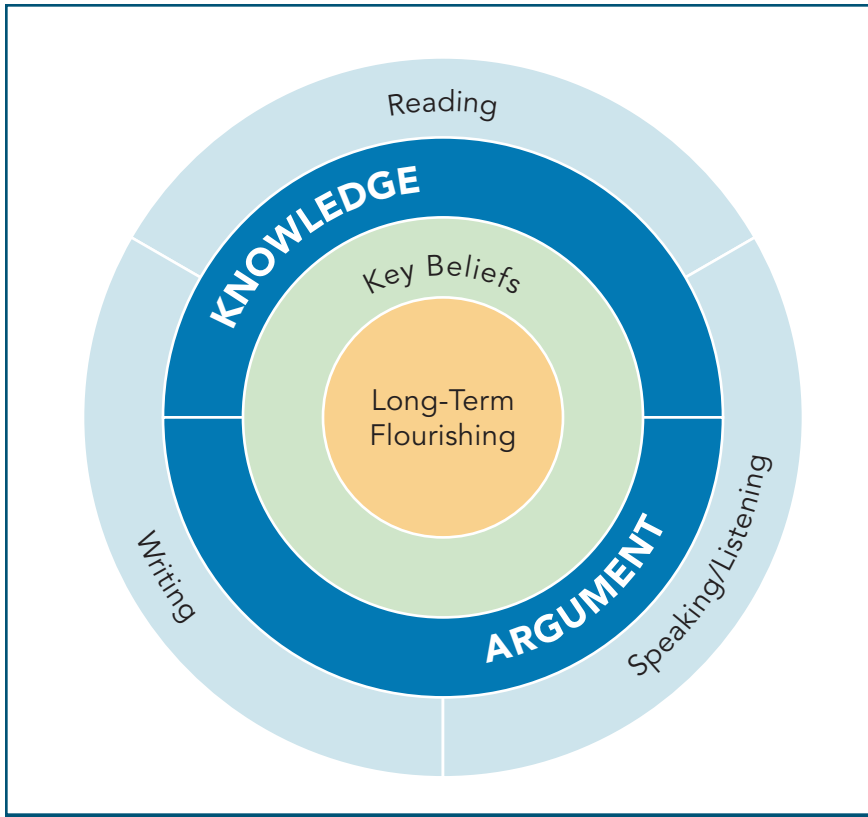 Reading
KNOWLEDGE
Key Beliefs
Long-Term
Flourishing
Writing
ARGUMENT
Speaking/Listening